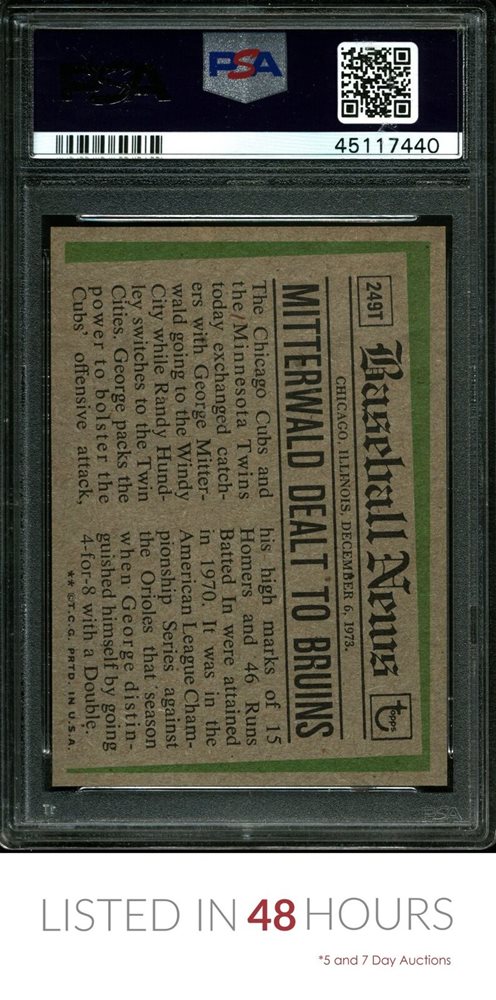 PSA
PSA
45117440
249T
Baseball News
topps
CHICAGO, ILLINOIS, DECEMBER 6, 1973.
MITTERWALD DEALT TO BRUINS
The Chicago Cubs and
the Minnesota Twins
today exchanged catch-
ers with George Mitter-
wald going to the Windy
City while Randy Hund-
ley switches to the Twin
Cities. George packs the
power to bolster the
Cubs' offensive attack,
his high marks of 15
Homers and 46 Runs
Batted In were attained
in 1970. It was in the
American League Cham-
pionship Series against
the Orioles that season
when George distin-
guished himself by going
4-for-8 with a Double.
** ©T.C.G. PRTD. IN U.S.A.
PSA
LISTED IN 48 HOURS
*5 and 7 Day Auctions